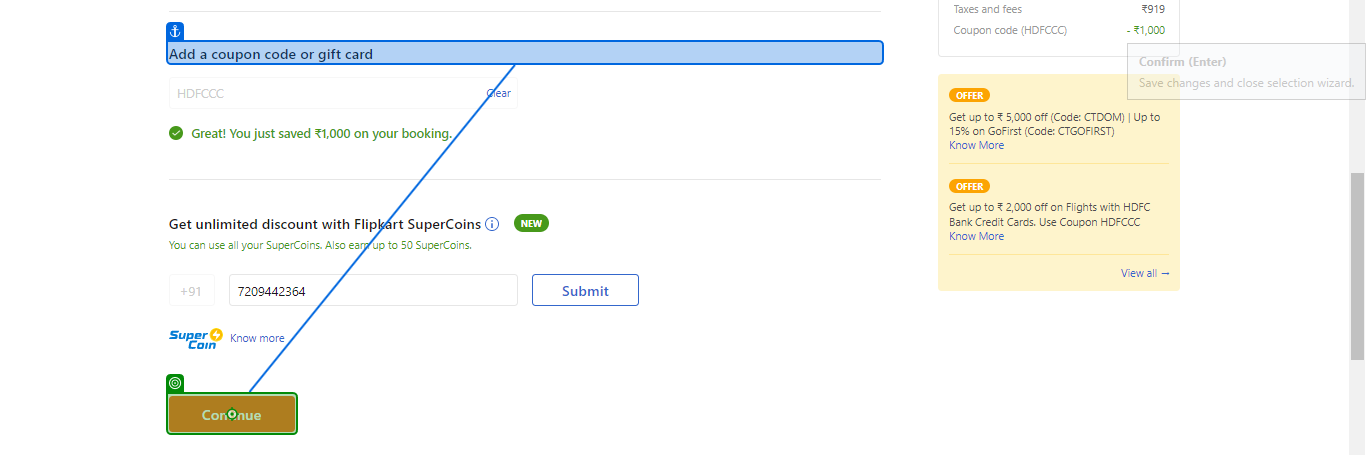 Taxes and fees ₹919
Coupon code (HDFCCC) - ₹1,000
Add a coupon code or gift card
HDFCCC Clear
Great! You just saved ₹1,000 on your booking.
Get unlimited discount with Flipkart SuperCoins NEW
You can use all your SuperCoins. Also earn up to 50 SuperCoins.
+91 7209442364 Submit
Super
Coin
Know more
Continue
Confirm (Enter)
Save changes and close selection wizard.
OFFER
Get up to ₹ 5,000 off (Code: CTDOM) | Up to
15% on GoFirst (Code: CTGOFIRST)
Know More
OFFER
Get up to ₹ 2,000 off on Flights with HDFC
Bank Credit Cards. Use Coupon HDFCCC
Know More
View all →